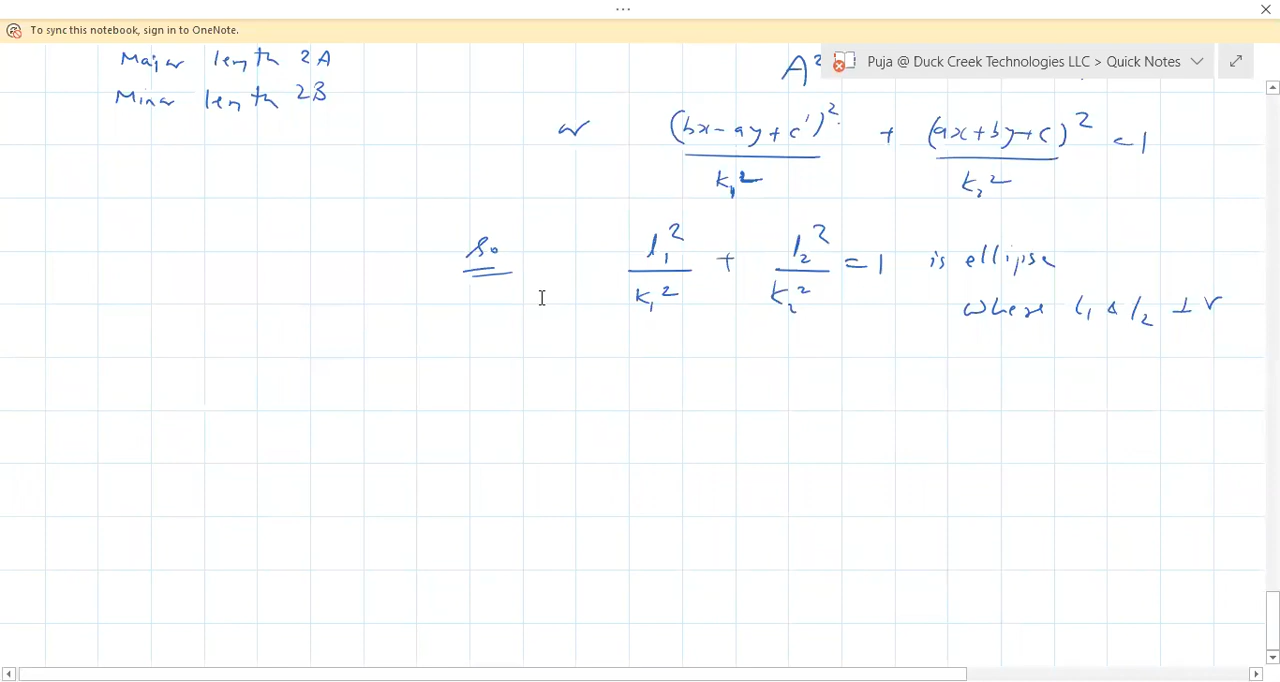 ...
To sync this notebook, sign in to OneNote.
Puja @ Duck Creek Technologies LLC > Quick Notes
Major length 2A
A²
Minor length 2B
or (bx - ay + c')² / k₁² + (ax + by + c)² / k₂² = 1
So l₁² / k₁² + l₂² / k₂² = 1 is ellipse
where l₁ & l₂ ⊥ r